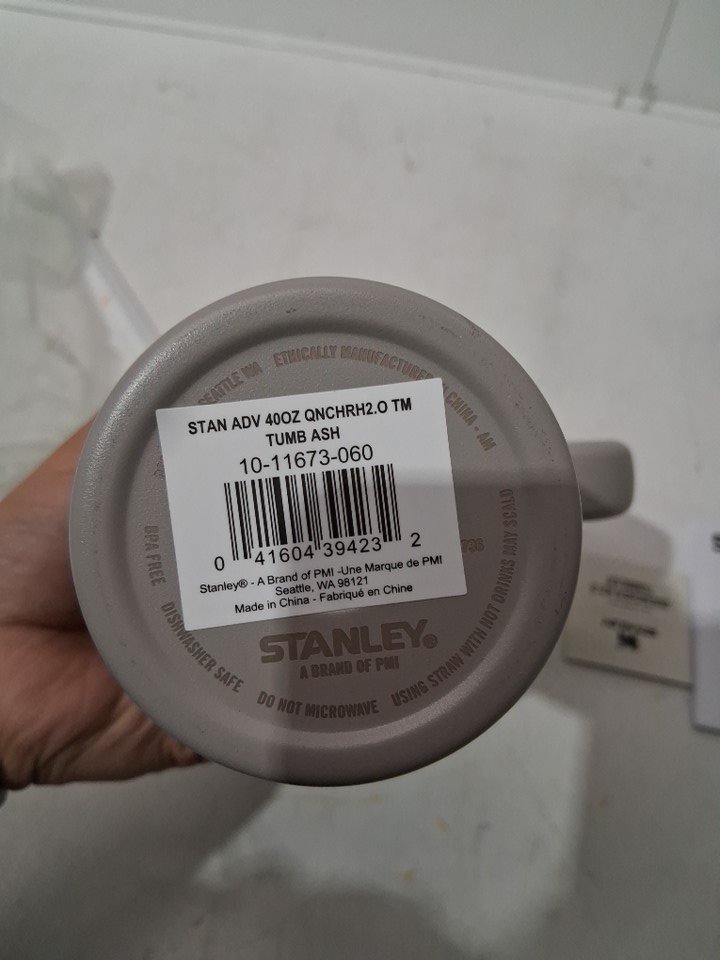 SEATTLE WA
ETHICALLY MANUFACTURED
CHINA - AM
STAN ADV 40OZ QNCHRH2.O TM
TUMB ASH
10-11673-060
0 41604 39423 2
Stanley® - A Brand of PMI -Une Marque de PMI
Seattle, WA 98121
Made in China - Fabriqué en Chine
936
STANLEY®
A BRAND OF PMI
BPA FREE
DISHWASHER SAFE
DO NOT MICROWAVE
USING STRAW WITH HOT DRINKS MAY SCALD